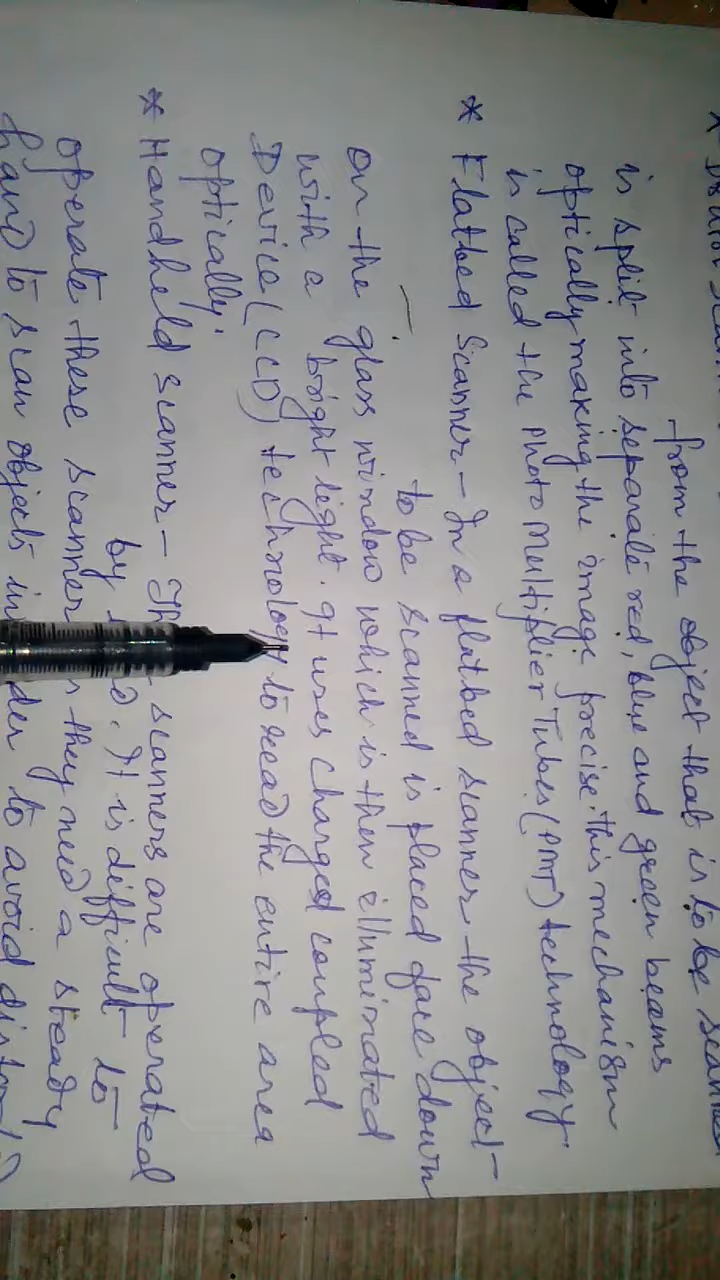 from the object that is to be scanned
is split into separate red, blue and green beams
optically making the image precise. this mechanism
is called the photo Multiplier Tubes (PMT) technology.
* Flatbed Scanner - In a flatbed scanner the object
to be scanned is placed face down
on the glass window which is then illuminated
with a bright light. It uses charged coupled
Device (CCD) technology to read the entire area
optically.
* Handheld scanner - scanners are operated
by It is difficult to
operate these scanner they need a steady
hand to scan objects in to avoid